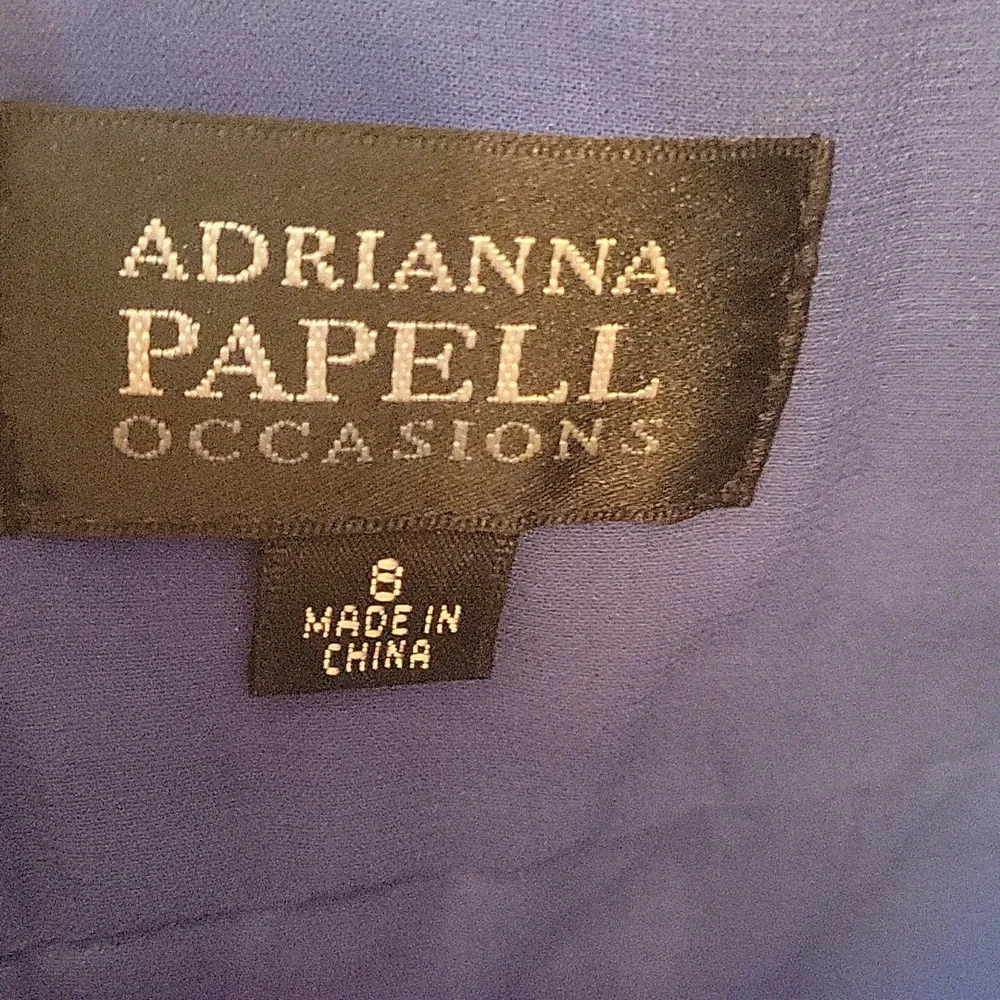 ADRIANNA
PAPELL
OCCASIONS
8
MADE IN
CHINA